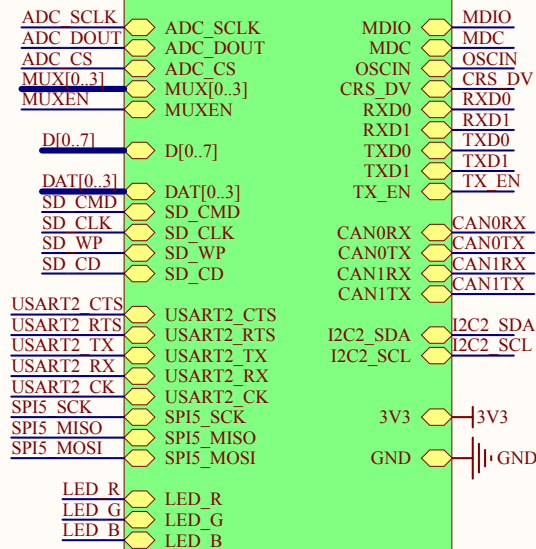 ADC_SCLK
ADC_DOUT
ADC_CS
MUX[0..3]
MUXEN
D[0..7]
DAT[0..3]
SD_CMD
SD_CLK
SD_WP
SD_CD
USART2_CTS
USART2_RTS
USART2_TX
USART2_RX
USART2_CK
SPI5_SCK
SPI5_MISO
SPI5_MOSI
LED_R
LED_G
LED_B
ADC_SCLK
ADC_DOUT
ADC_CS
MUX[0..3]
MUXEN
D[0..7]
DAT[0..3]
SD_CMD
SD_CLK
SD_WP
SD_CD
USART2_CTS
USART2_RTS
USART2_TX
USART2_RX
USART2_CK
SPI5_SCK
SPI5_MISO
SPI5_MOSI
LED_R
LED_G
LED_B
MDIO
MDC
OSCIN
CRS_DV
RXD0
RXD1
TXD0
TXD1
TX_EN
CAN0RX
CAN0TX
CAN1RX
CAN1TX
I2C2_SDA
I2C2_SCL
3V3
GND
MDIO
MDC
OSCIN
CRS_DV
RXD0
RXD1
TXD0
TXD1
TX_EN
CAN0RX
CAN0TX
CAN1RX
CAN1TX
I2C2_SDA
I2C2_SCL
3V3
GND